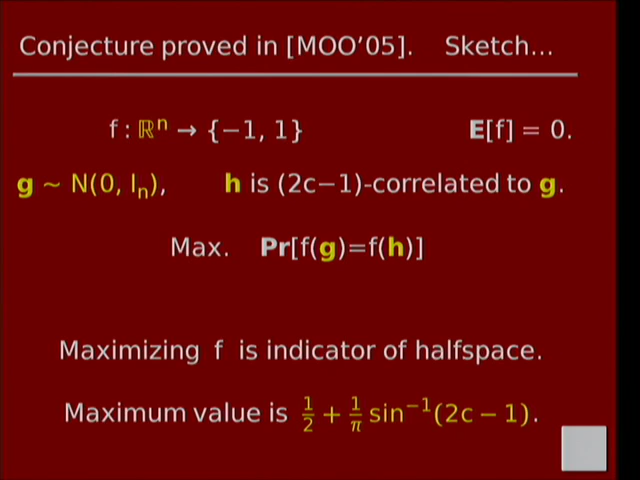 Conjecture proved in [MOO’05]. Sketch…
f : ℝⁿ → {−1, 1} E[f] = 0.
g ~ N(0, Iₙ), h is (2c−1)-correlated to g.
Max. Pr[f(g)=f(h)]
Maximizing f is indicator of halfspace.
Maximum value is 1/2 + 1/π sin⁻¹(2c − 1).